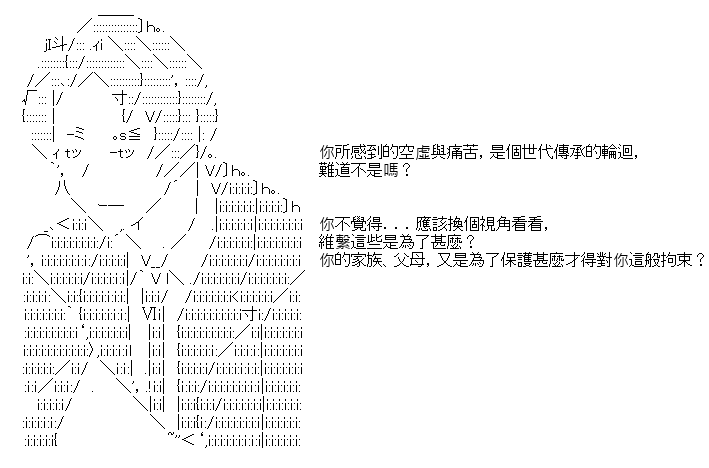 你所感到的空虛與痛苦，是個世代傳承的輪迴，
難道不是嗎？
你不覺得．．．應該換個視角看看，
維繫這些是為了甚麼？
你的家族、父母，又是為了保護甚麼才得對你這般拘束？